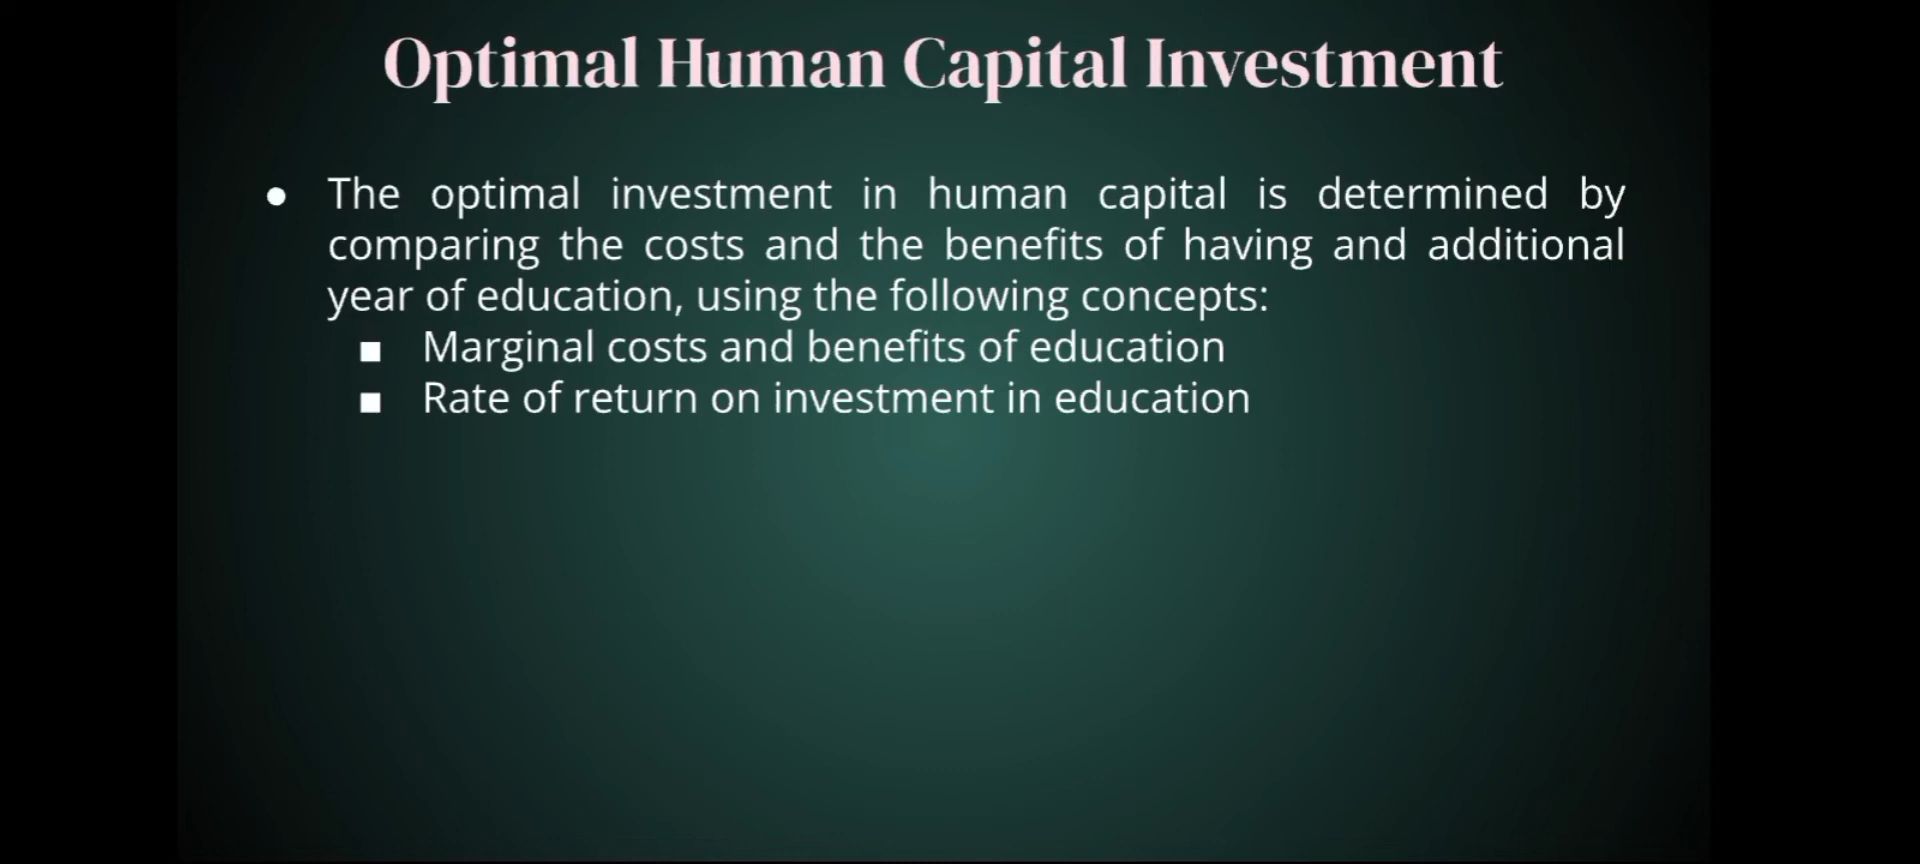 Optimal Human Capital Investment
● The optimal investment in human capital is determined by
comparing the costs and the benefits of having and additional
year of education, using the following concepts:
■ Marginal costs and benefits of education
■ Rate of return on investment in education